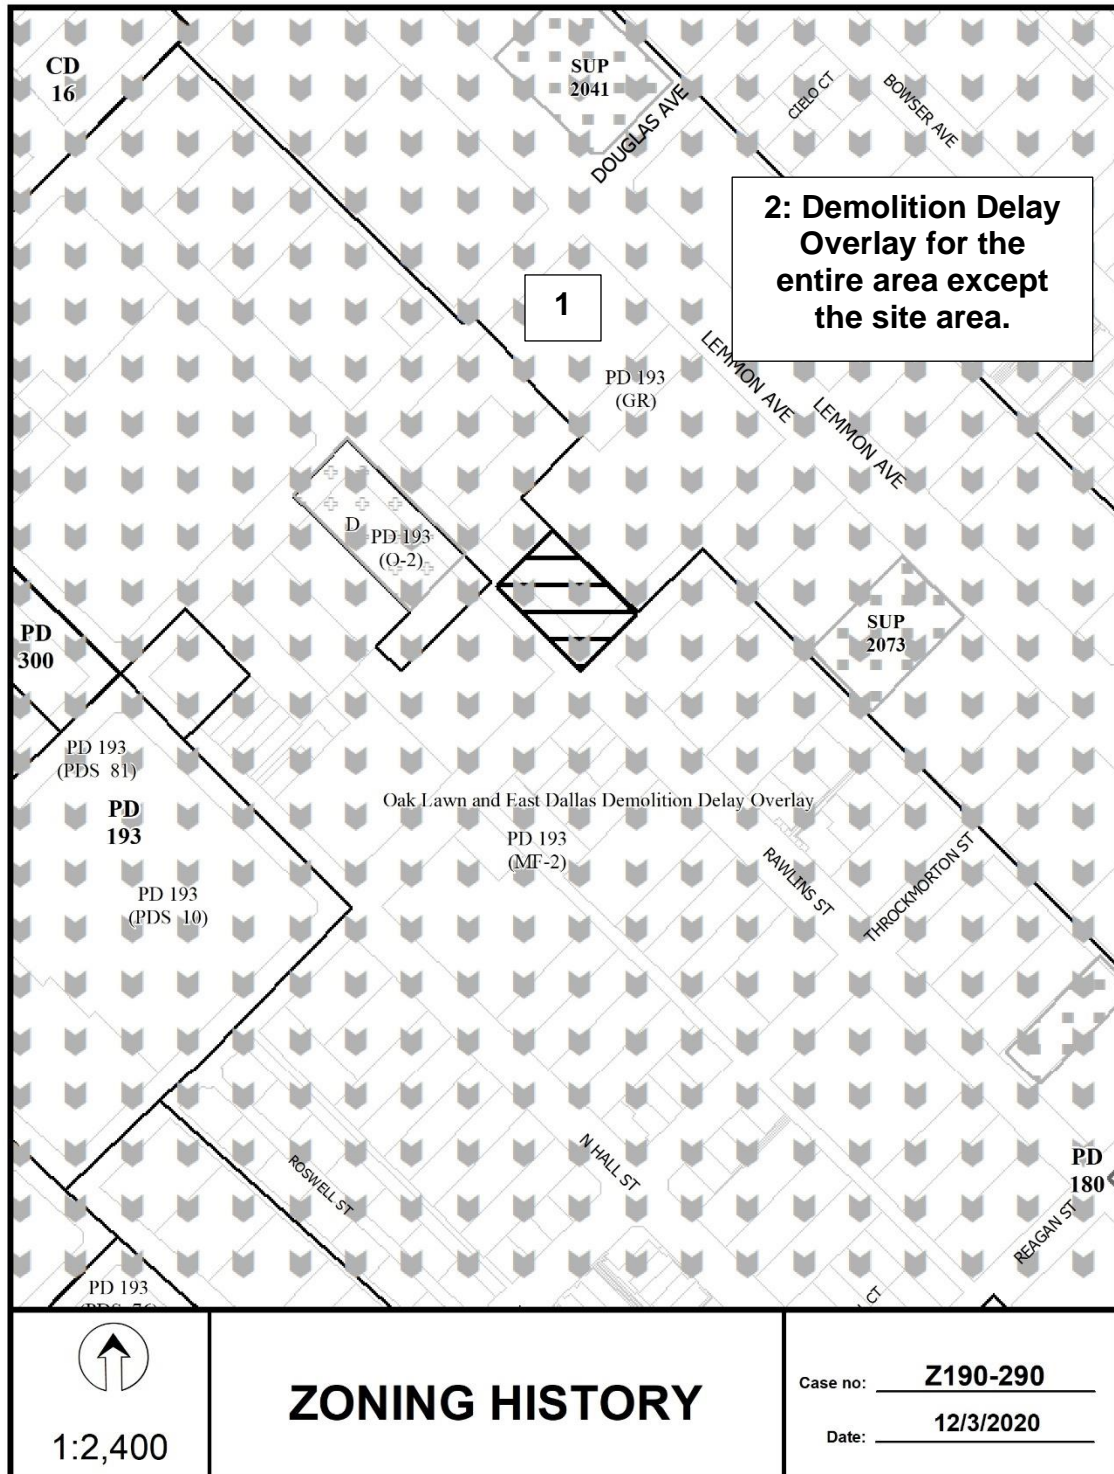 CD
16
SUP
2041
DOUGLAS AVE
CIELO CT
BOWSER AVE
2: Demolition Delay
Overlay for the
entire area except
the site area.
1
LEMMON AVE
LEMMON AVE
PD 193
(GR)
D
PD 193
(O-2)
SUP
2073
PD
300
PD 193
(PDS 81)
PD
193
Oak Lawn and East Dallas Demolition Delay Overlay
PD 193
(MF-2)
RAWLINS ST
THROCKMORTON ST
PD 193
(PDS 10)
N HALL ST
ROSWELL ST
PD
180
REAGAN ST
PD 193
(PDS 76)
CT
1:2,400
ZONING HISTORY
Case no: Z190-290
Date: 12/3/2020